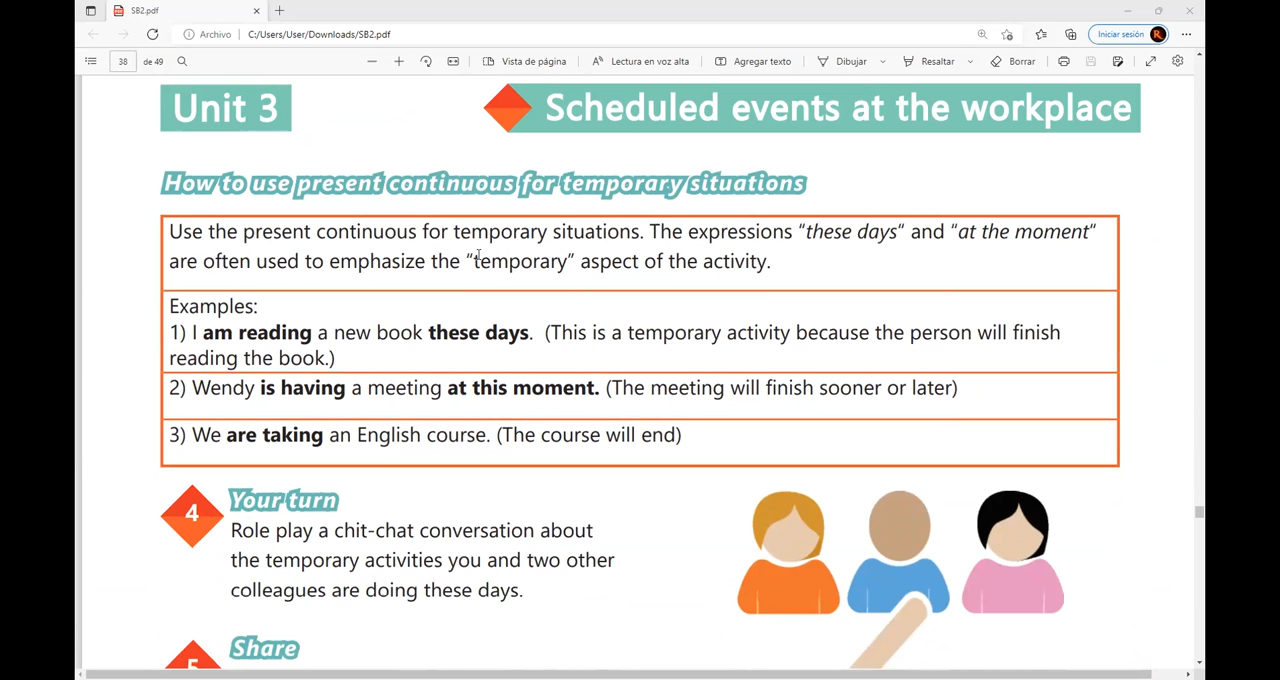 SB2.pdf
Archivo | C:/Users/User/Downloads/SB2.pdf
Iniciar sesión R
38 de 49
Vista de página | Lectura en voz alta | Agregar texto | Dibujar | Resaltar | Borrar
Unit 3
Scheduled events at the workplace
How to use present continuous for temporary situations
Use the present continuous for temporary situations. The expressions “these days“ and “at the moment“
are often used to emphasize the “temporary” aspect of the activity.
Examples:
1) I am reading a new book these days. (This is a temporary activity because the person will finish
reading the book.)
2) Wendy is having a meeting at this moment. (The meeting will finish sooner or later)
3) We are taking an English course. (The course will end)
4 Your turn
Role play a chit-chat conversation about
the temporary activities you and two other
colleagues are doing these days.
5 Share